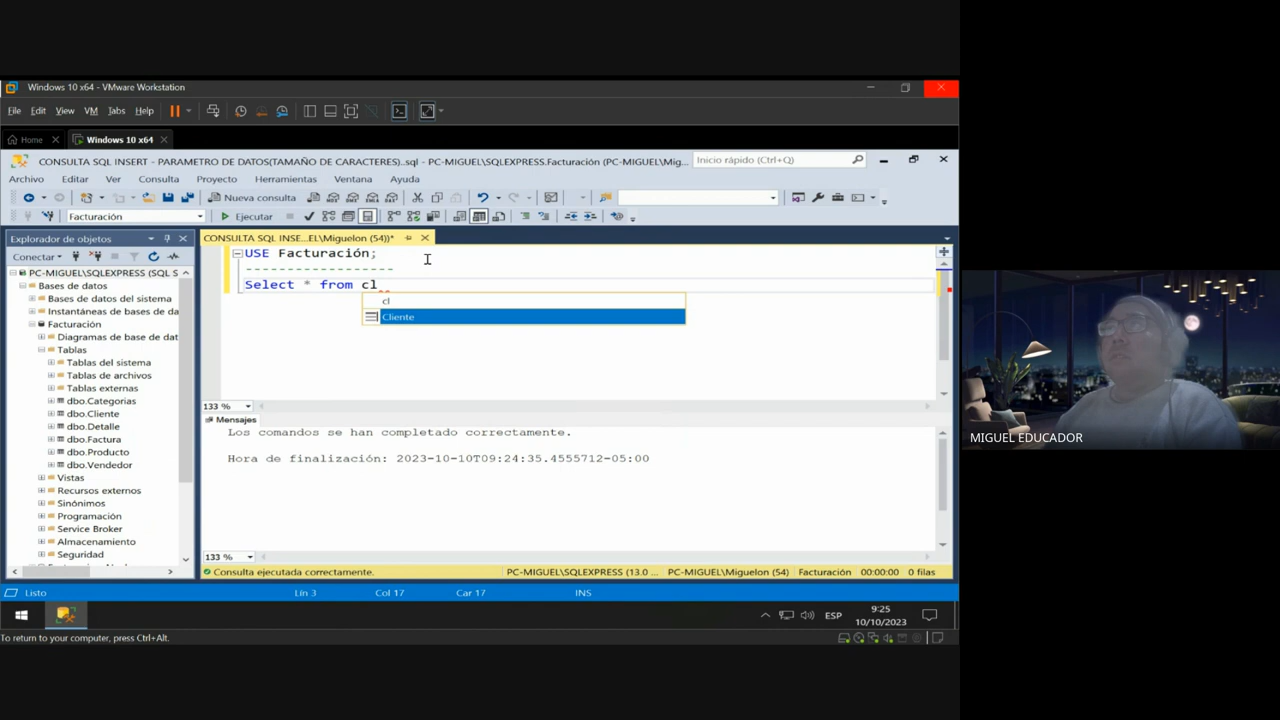 Windows 10 x64 - VMware Workstation
File Edit View VM Tabs Help
Home Windows 10 x64
CONSULTA SQL INSERT - PARAMETRO DE DATOS(TAMAÑO DE CARACTERES)..sql - PC-MIGUEL\SQLEXPRESS.Facturación (PC-MIGUEL\Mig... Inicio rápido (Ctrl+Q)
Archivo Editar Ver Consulta Proyecto Herramientas Ventana Ayuda
Nueva consulta
Facturación Ejecutar
Explorador de objetos
CONSULTA SQL INSE...EL\Miguelon (54))*
Conectar
PC-MIGUEL\SQLEXPRESS (SQL S
Bases de datos
Bases de datos del sistema
Instantáneas de bases de da
Facturación
Diagramas de base de dat
Tablas
Tablas del sistema
Tablas de archivos
Tablas externas
dbo.Categorias
dbo.Cliente
dbo.Detalle
dbo.Factura
dbo.Producto
dbo.Vendedor
Vistas
Recursos externos
Sinónimos
Programación
Service Broker
Almacenamiento
Seguridad
USE Facturación;
-------------------
Select * from cl
cl
Cliente
133 %
Mensajes
Los comandos se han completado correctamente.
Hora de finalización: 2023-10-10T09:24:35.4555712-05:00
133 %
Consulta ejecutada correctamente. PC-MIGUEL\SQLEXPRESS (13.0 ... PC-MIGUEL\Miguelon (54) Facturación 00:00:00 0 filas
Listo Lín 3 Col 17 Car 17 INS
ESP
9:25
10/10/2023
To return to your computer, press Ctrl+Alt.
MIGUEL EDUCADOR